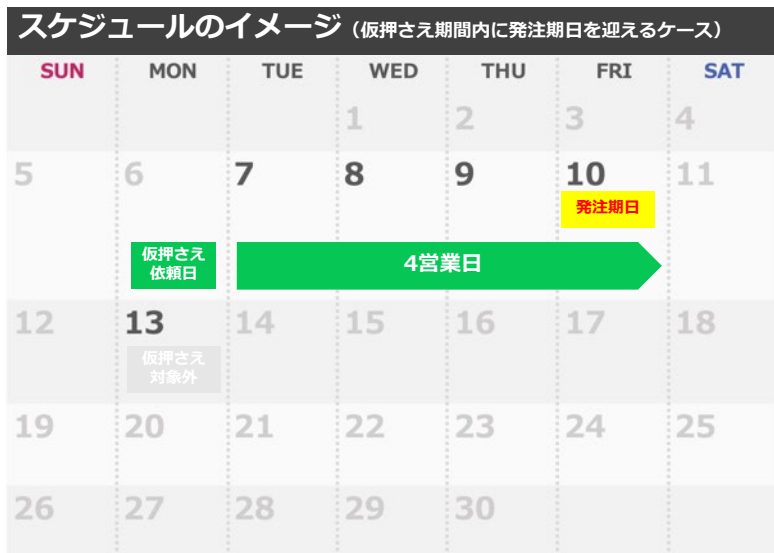 スケジュールのイメージ（仮押さえ期間内に発注期日を迎えるケース）
SUN MON TUE WED THU FRI SAT
1 2 3 4
5 6 7 8 9 10 11
発注期日
仮押さえ
依頼日
4営業日
12 13 14 15 16 17 18
仮押さえ
対象外
19 20 21 22 23 24 25
26 27 28 29 30